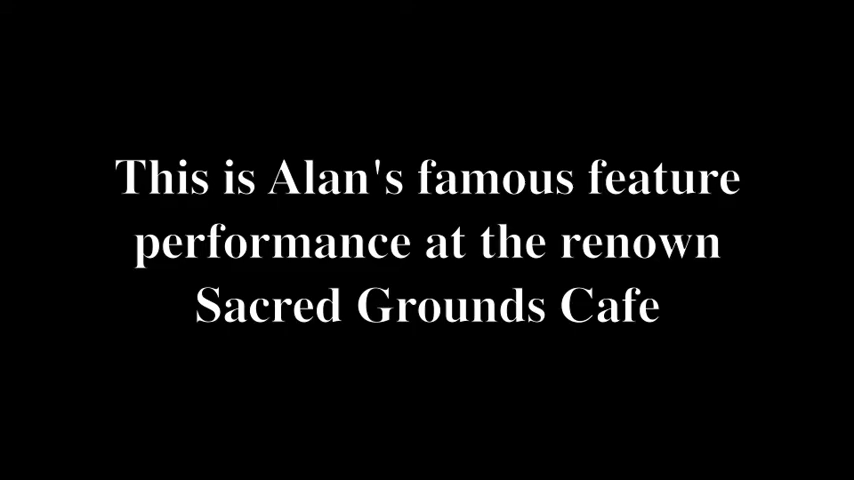 This is Alan's famous feature
performance at the renown
Sacred Grounds Cafe